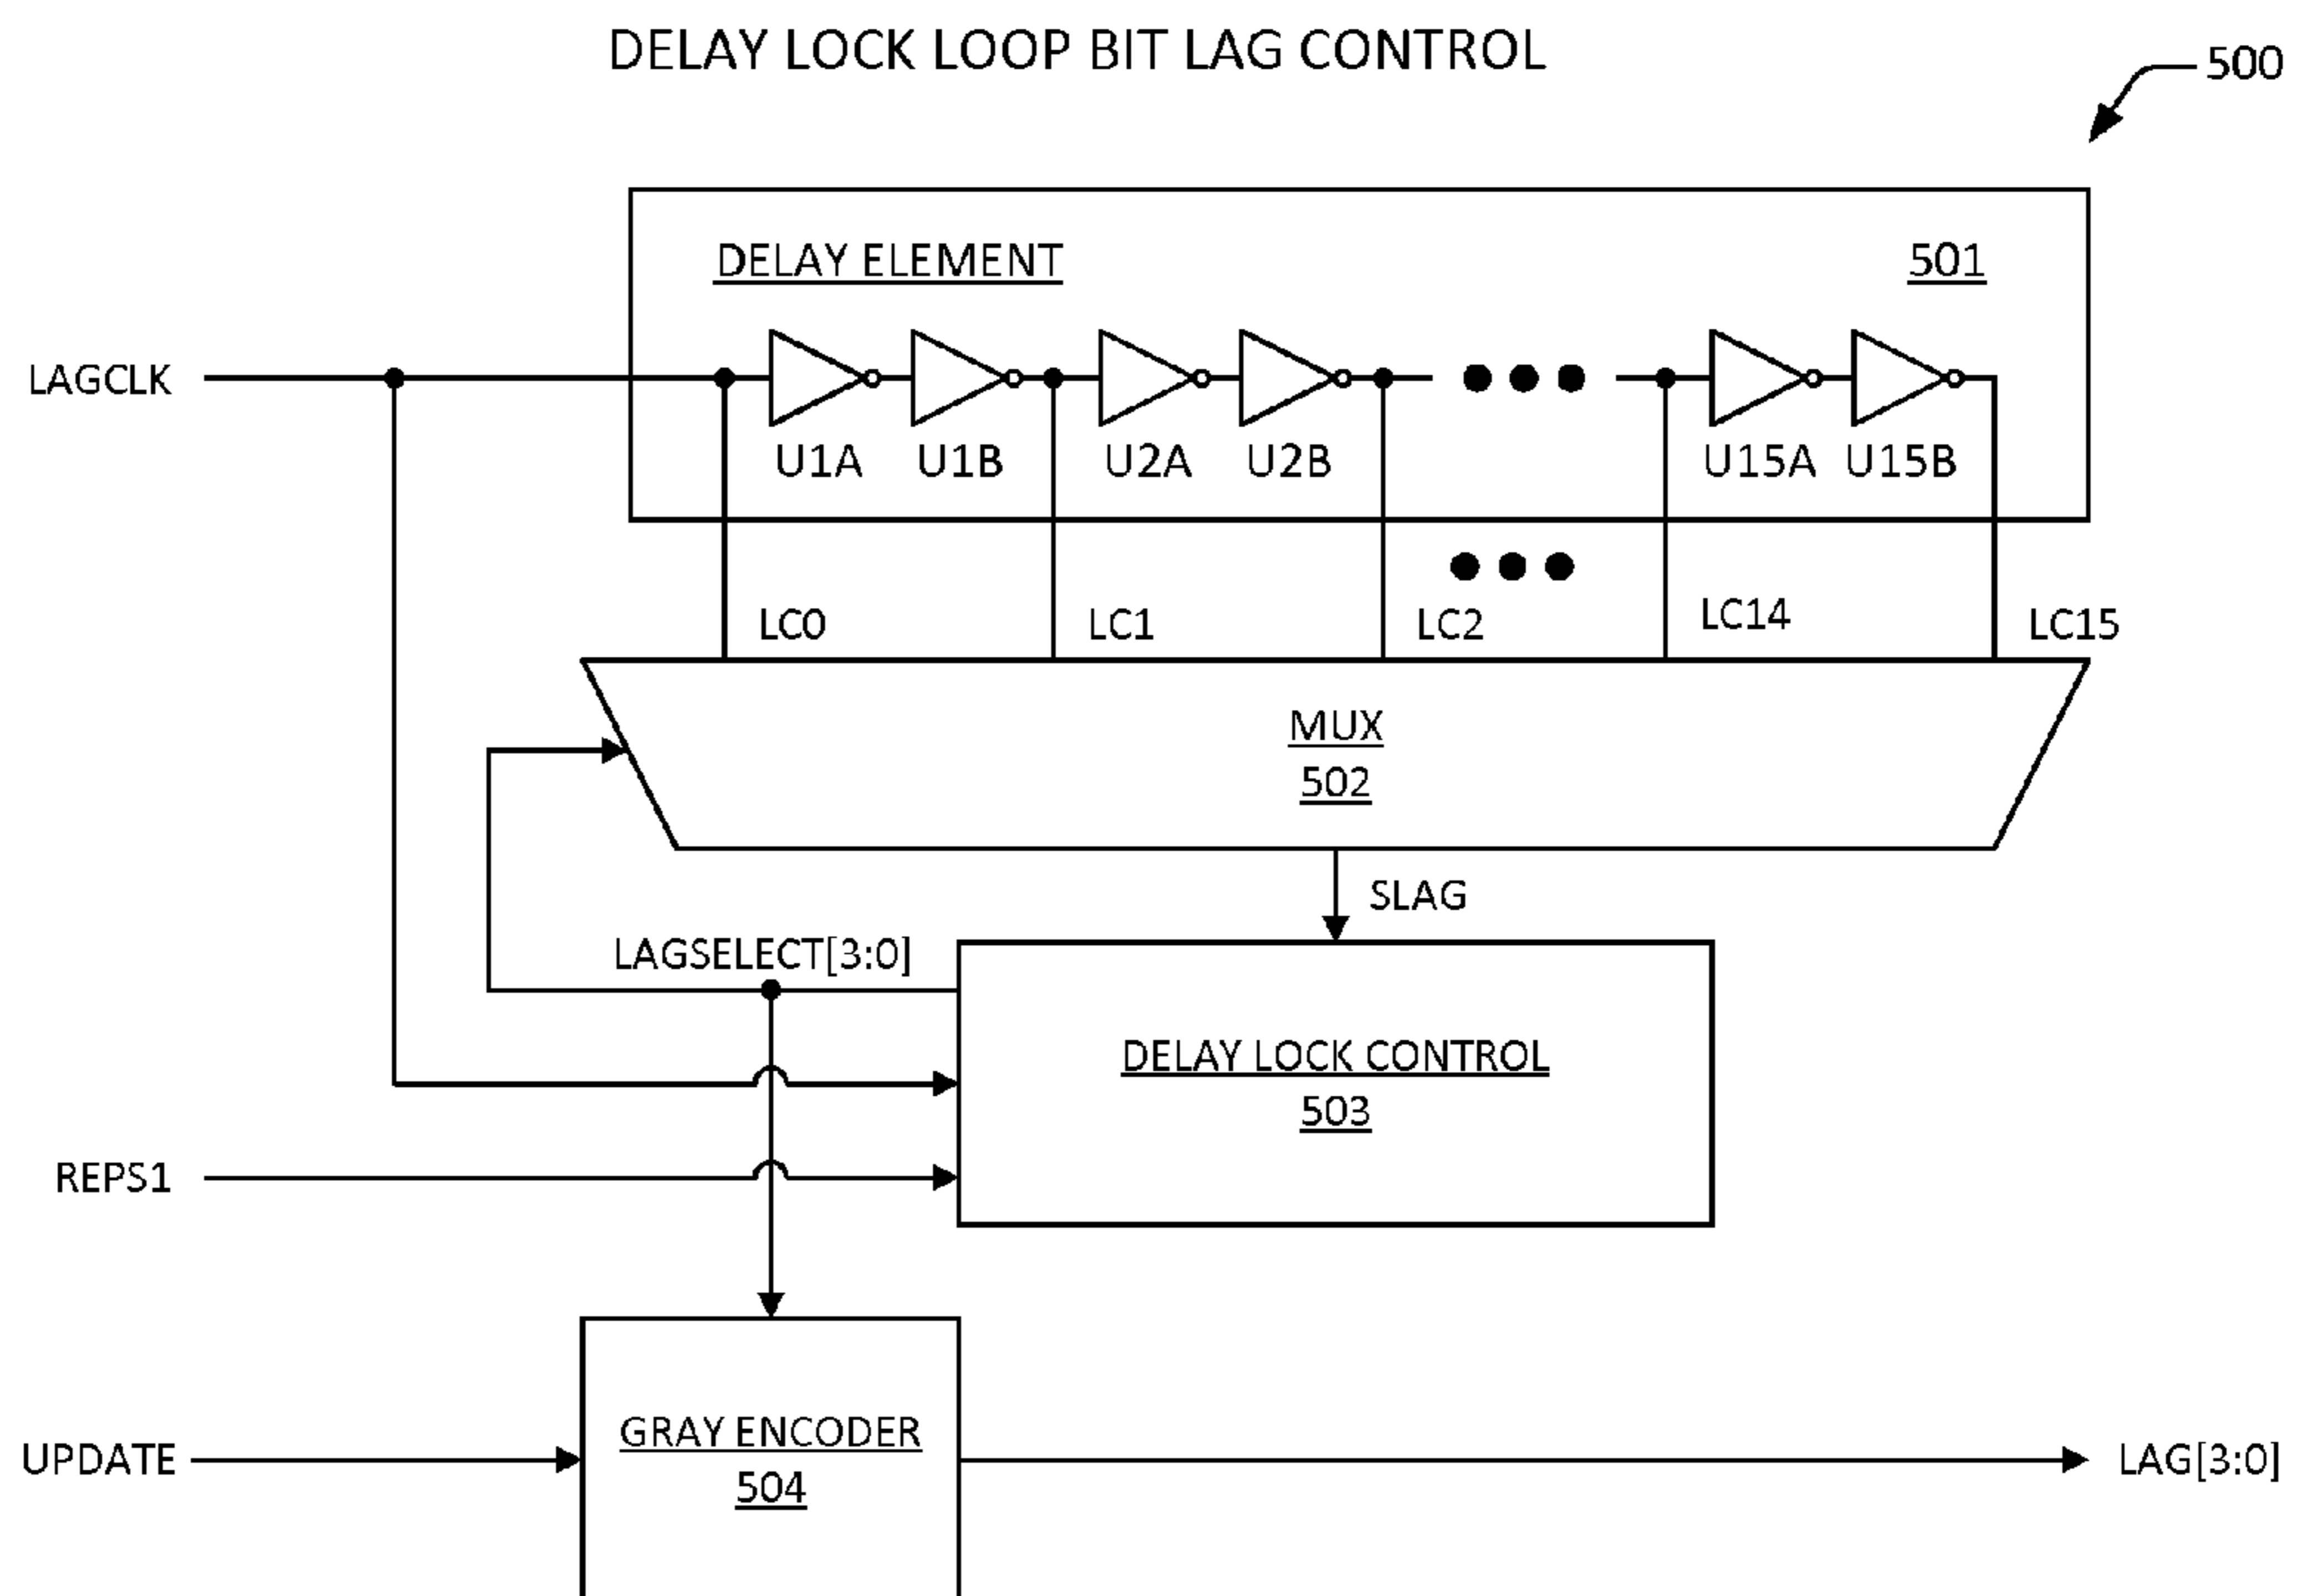 DELAY LOCK LOOP BIT LAG CONTROL
500
DELAY ELEMENT
501
LAGCLK
U1A
U1B
U2A
U2B
U15A
U15B
LC0
LC1
LC2
LC14
LC15
MUX
502
SLAG
LAGSELECT[3:0]
DELAY LOCK CONTROL
503
REPS1
GRAY ENCODER
504
UPDATE
LAG[3:0]